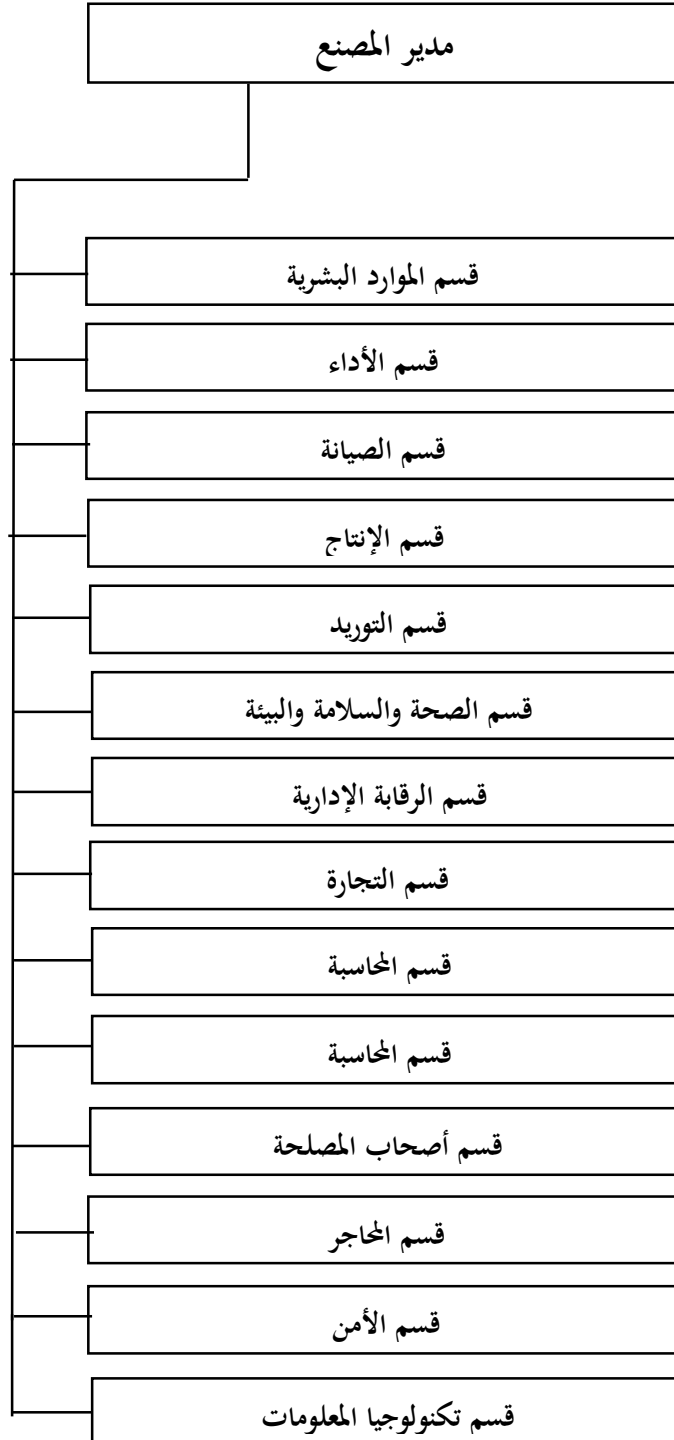 مدير المصنع
قسم الموارد البشرية
قسم الأداء
قسم الصيانة
قسم الإنتاج
قسم التوريد
قسم الصحة والسلامة والبيئة
قسم الرقابة الإدارية
قسم التجارة
قسم المحاسبة
قسم المحاسبة
قسم أصحاب المصلحة
قسم المحاجر
قسم الأمن
قسم تكنولوجيا المعلومات